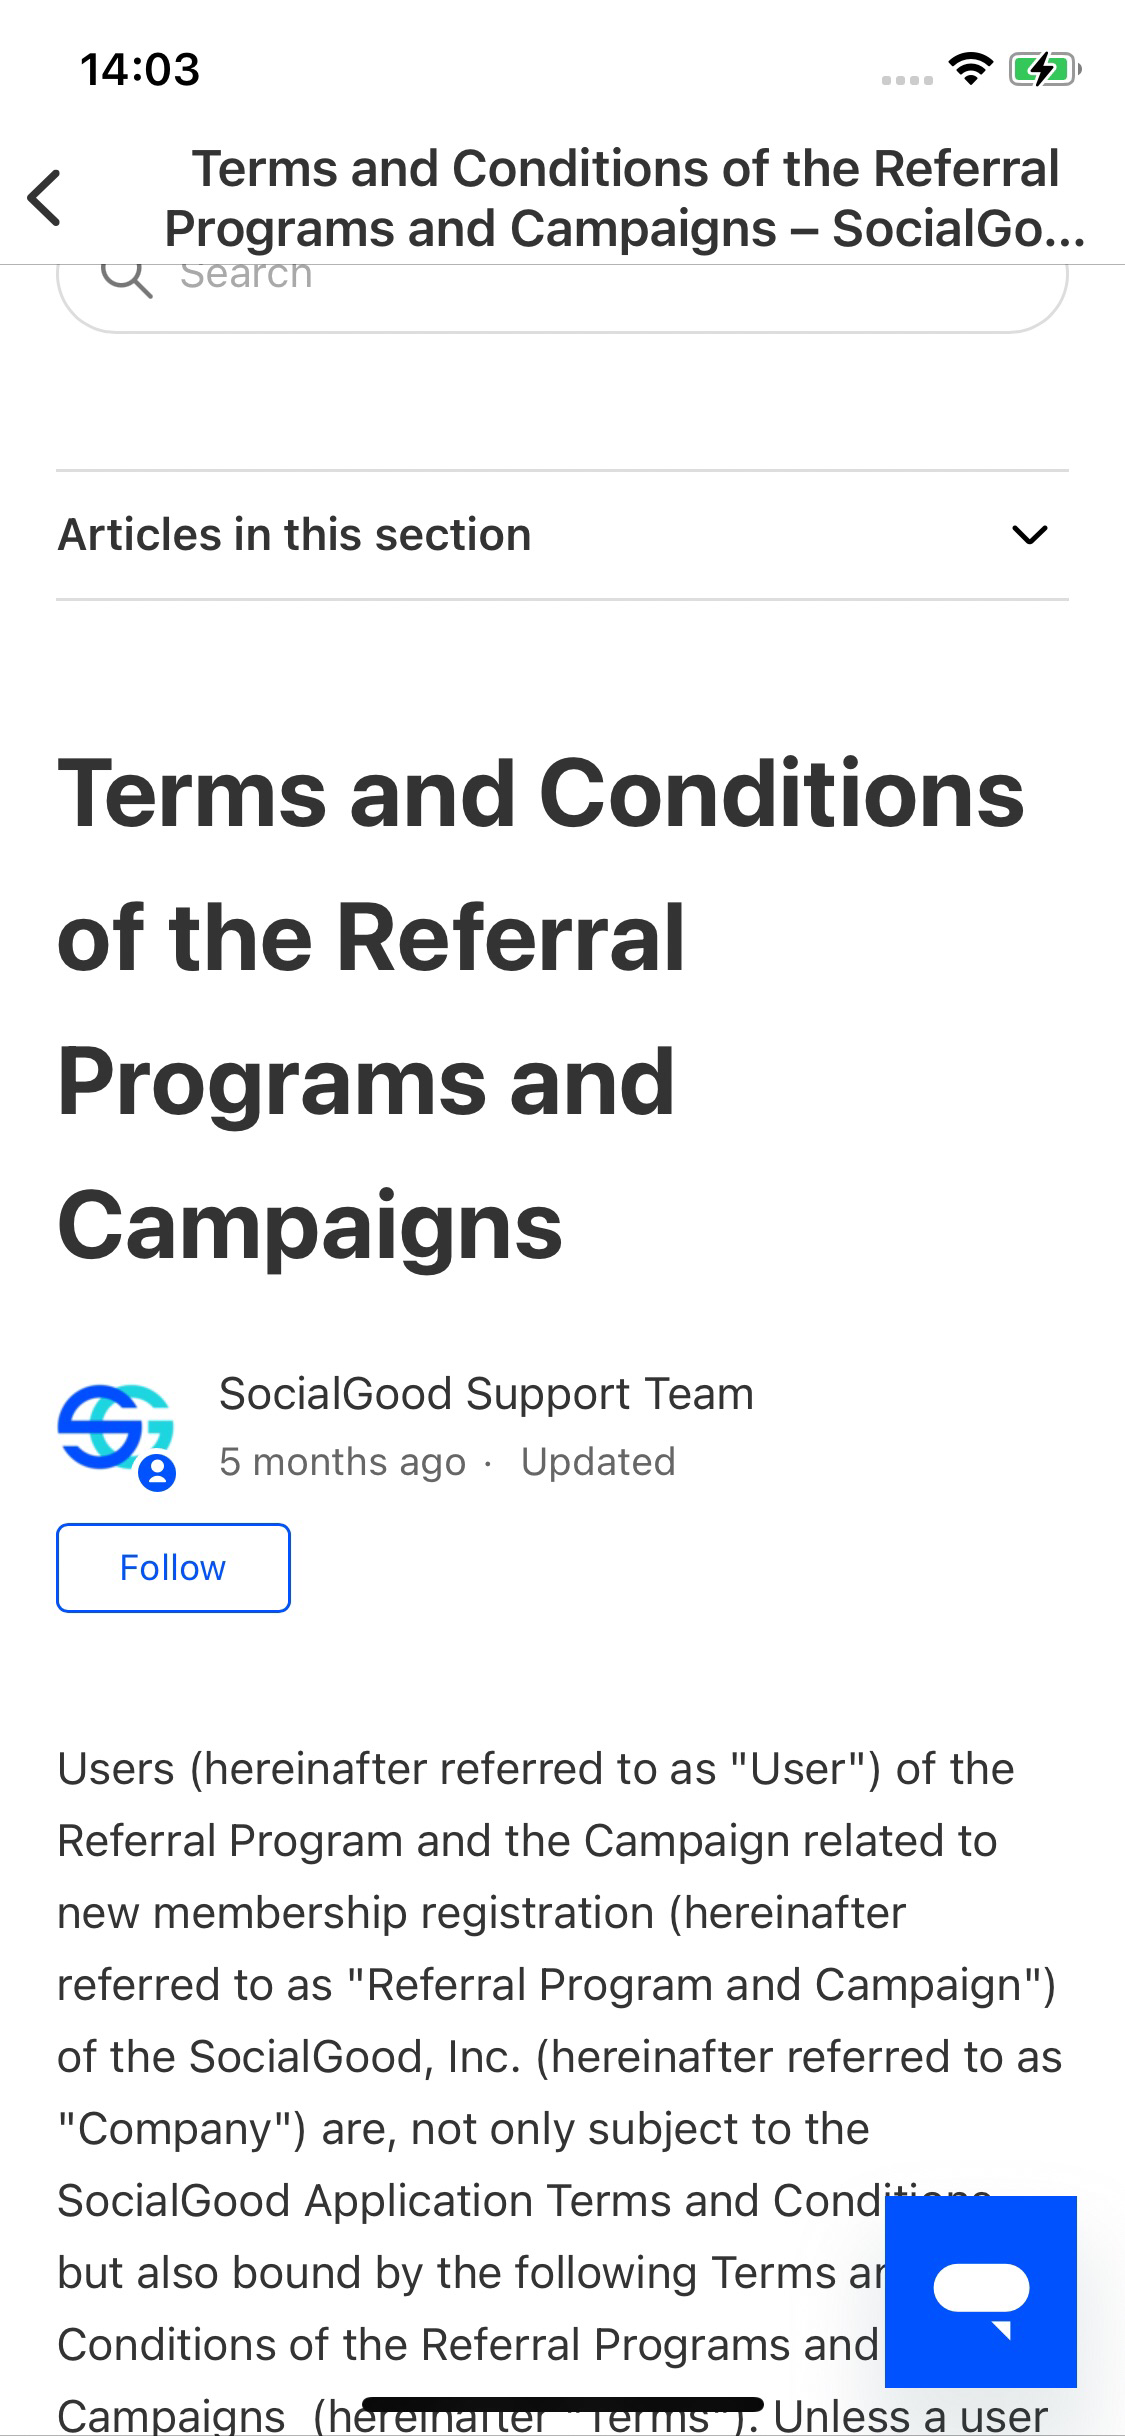 14:03
Terms and Conditions of the Referral
Programs and Campaigns – SocialGo...
Search
Articles in this section
Terms and Conditions
of the Referral
Programs and
Campaigns
SocialGood Support Team
5 months ago · Updated
Follow
Users (hereinafter referred to as "User") of the
Referral Program and the Campaign related to
new membership registration (hereinafter
referred to as "Referral Program and Campaign")
of the SocialGood, Inc. (hereinafter referred to as
"Company") are, not only subject to the
SocialGood Application Terms and Conditions
but also bound by the following Terms an
Conditions of the Referral Programs and
Campaigns (hereinafter "Terms"). Unless a user